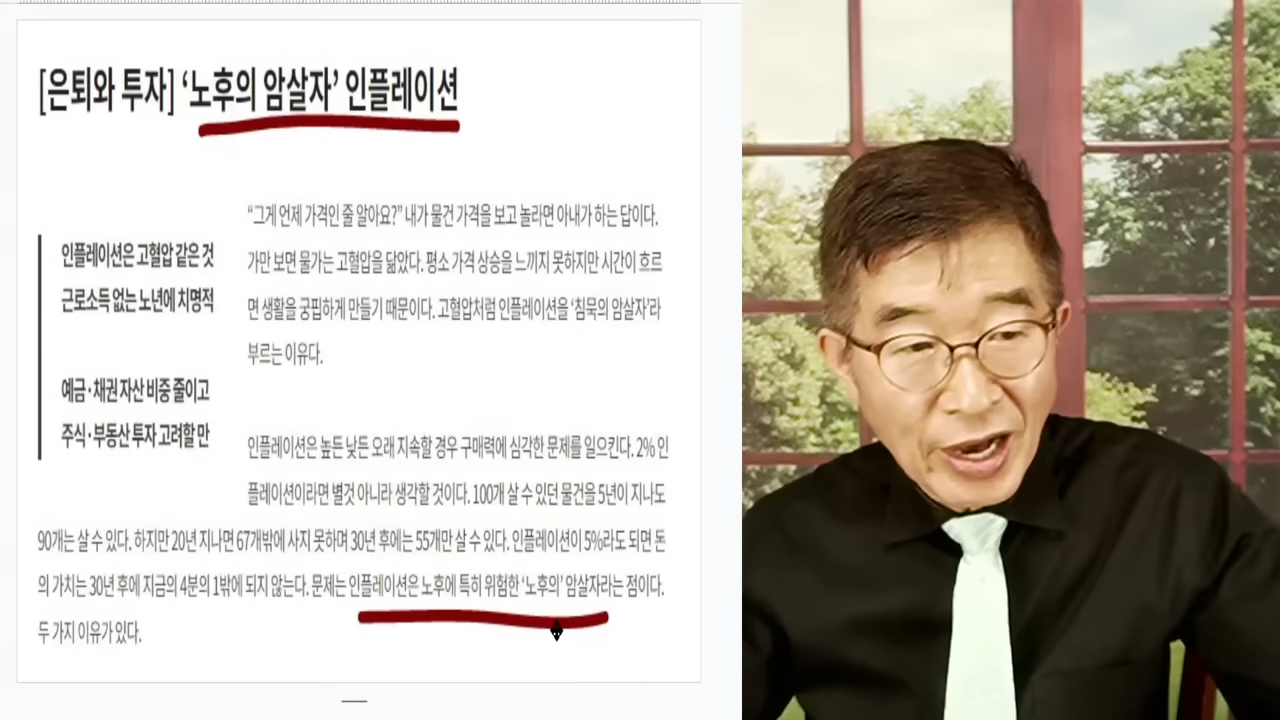 [은퇴와 투자] ‘노후의 암살자’ 인플레이션
인플레이션은 고혈압 같은 것
근로소득 없는 노년에 치명적
예금·채권 자산 비중 줄이고
주식·부동산 투자 고려할 만
“그게 언제 가격인 줄 알아요?” 내가 물건 가격을 보고 놀라면 아내가 하는 답이다.
가만 보면 물가는 고혈압을 닮았다. 평소 가격 상승을 느끼지 못하지만 시간이 흐르
면 생활을 궁핍하게 만들기 때문이다. 고혈압처럼 인플레이션을 ‘침묵의 암살자’라
부르는 이유다.
인플레이션은 높든 낮든 오래 지속할 경우 구매력에 심각한 문제를 일으킨다. 2% 인
플레이션이라면 별것 아니라 생각할 것이다. 100개 살 수 있던 물건을 5년이 지나도
90개는 살 수 있다. 하지만 20년 지나면 67개밖에 사지 못하며 30년 후에는 55개만 살 수 있다. 인플레이션이 5%라도 되면 돈
의 가치는 30년 후에 지금의 4분의 1밖에 되지 않는다. 문제는 인플레이션은 노후에 특히 위험한 ‘노후의’ 암살자라는 점이다.
두 가지 이유가 있다.